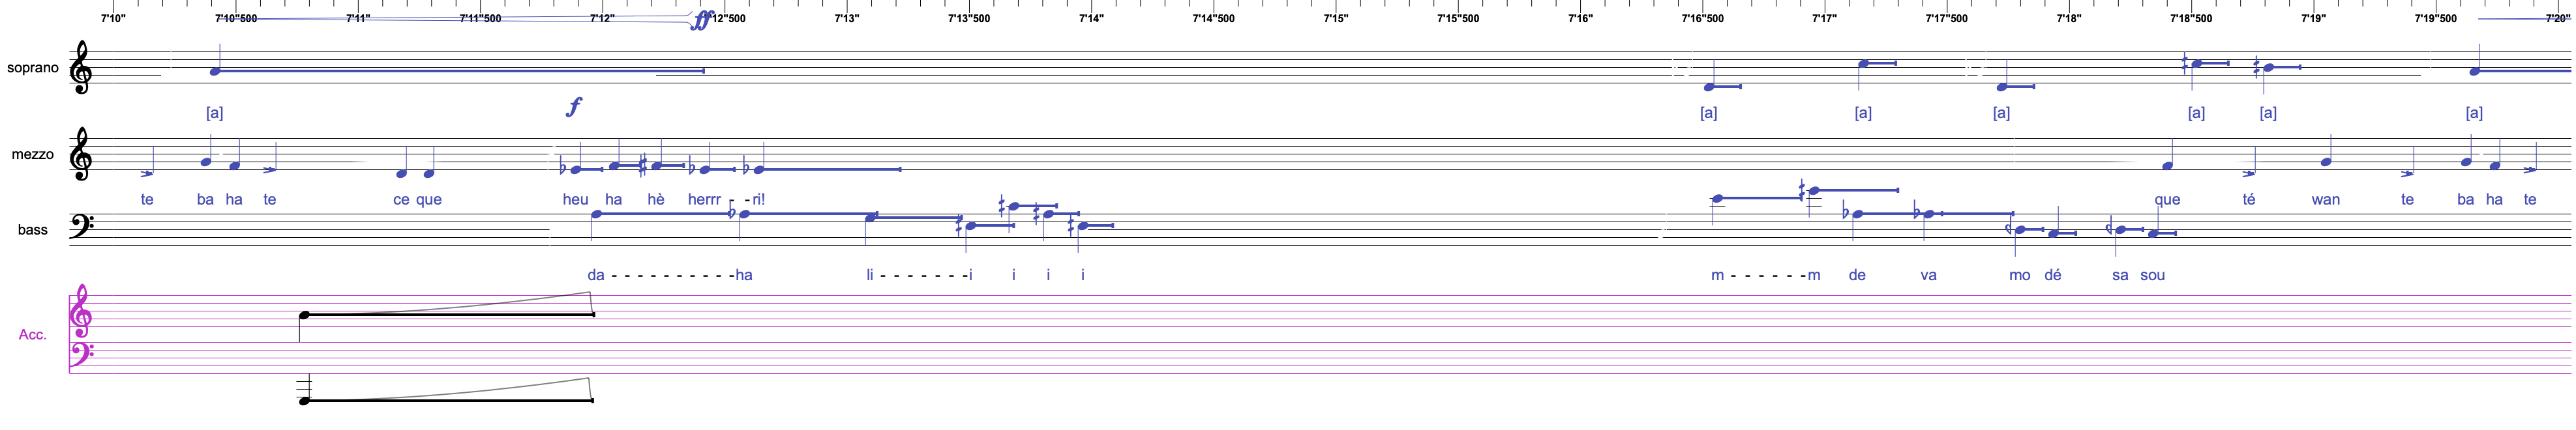 7'10" 7'10"500 7'11" 7'11"500 7'12" 7'12"500 7'13" 7'13"500 7'14" 7'14"500 7'15" 7'15"500 7'16" 7'16"500 7'17" 7'17"500 7'18" 7'18"500 7'19" 7'19"500 7'20"
ff
soprano
[a] f [a] [a] [a] [a] [a] [a]
mezzo
te ba ha te ce que heu ha hè herrr - -ri! que té wan te ba ha te
bass
da - - - - - - - - - -ha li - - - - - - -i i i i m - - - - - -m de va mo dé sa sou
Acc.